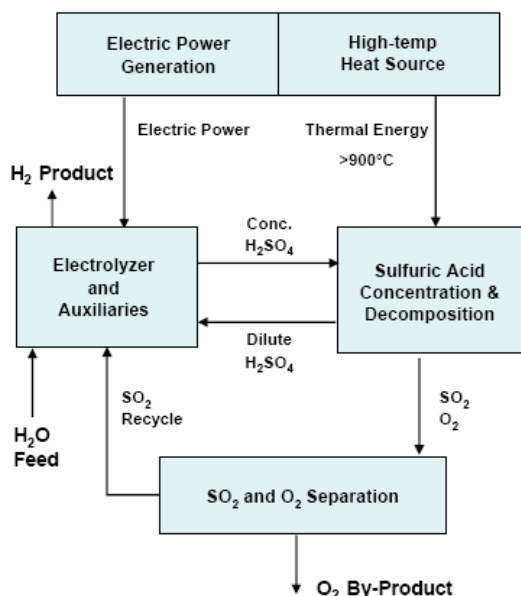 Electric Power
Generation
High-temp
Heat Source
Electric Power
Thermal Energy
>900°C
H₂ Product
Electrolyzer
and
Auxiliaries
Conc.
H₂SO₄
Sulfuric Acid
Concentration &
Decomposition
Dilute
H₂SO₄
H₂O
Feed
SO₂
Recycle
SO₂
O₂
SO₂ and O₂ Separation
O₂ By-Product